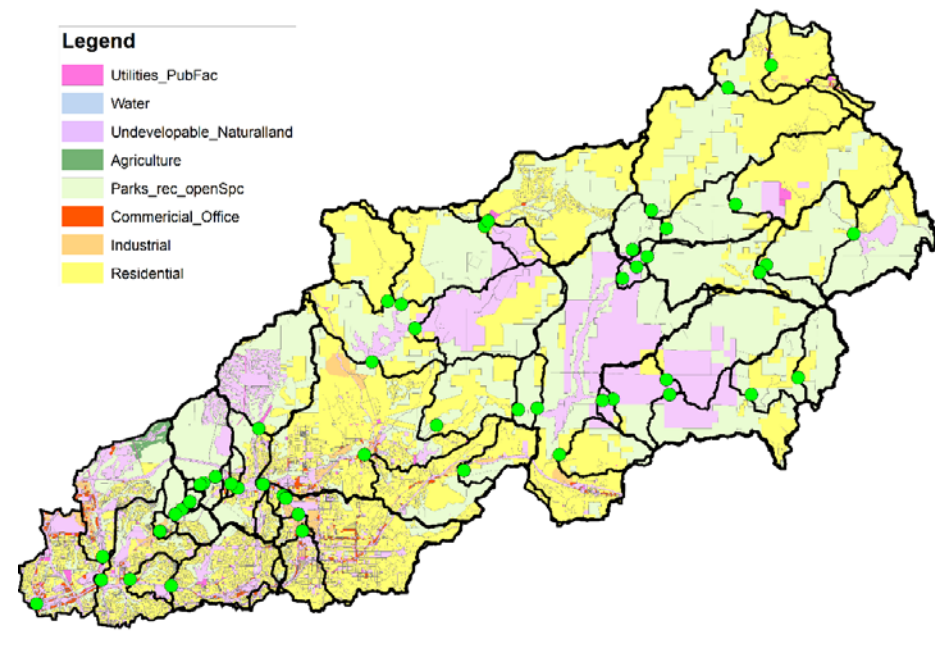 Legend
Utilities_PubFac
Water
Undevelopable_Naturalland
Agriculture
Parks_rec_openSpc
Commericial_Office
Industrial
Residential